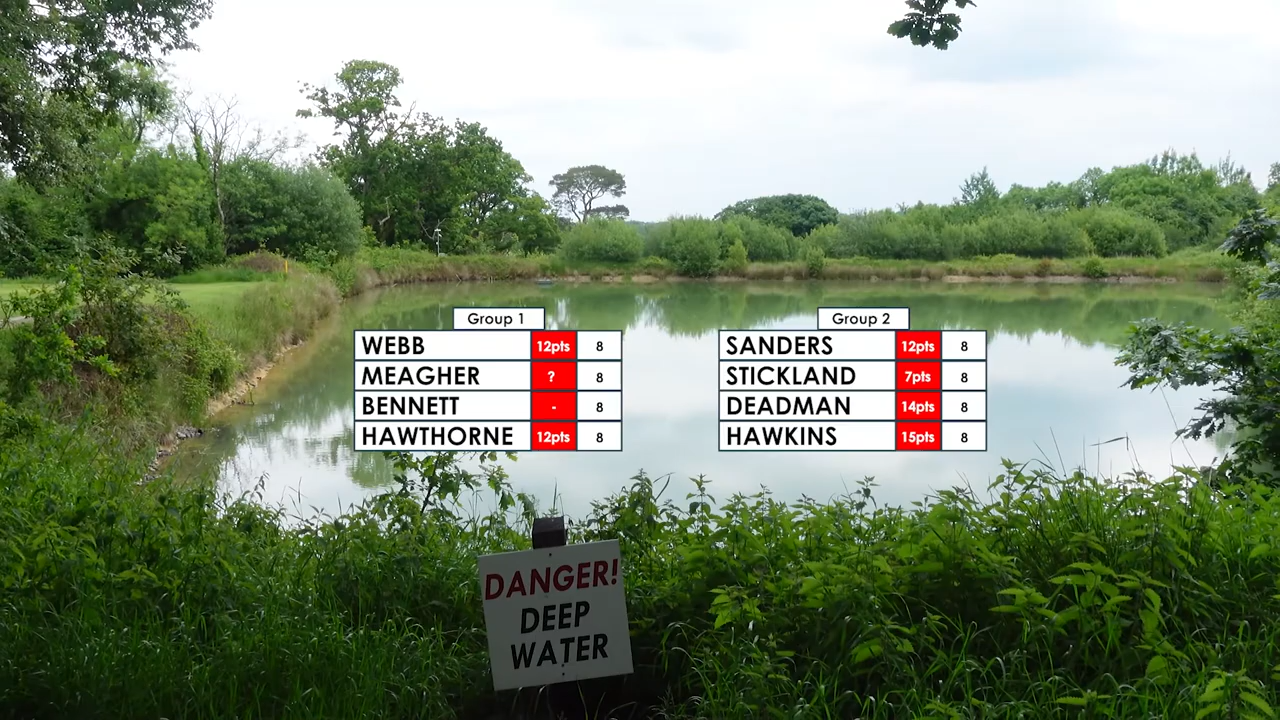 Group 1
WEBB 12pts 8
MEAGHER ? 8
BENNETT - 8
HAWTHORNE 12pts 8
Group 2
SANDERS 12pts 8
STICKLAND 7pts 8
DEADMAN 14pts 8
HAWKINS 15pts 8
DANGER!
DEEP
WATER